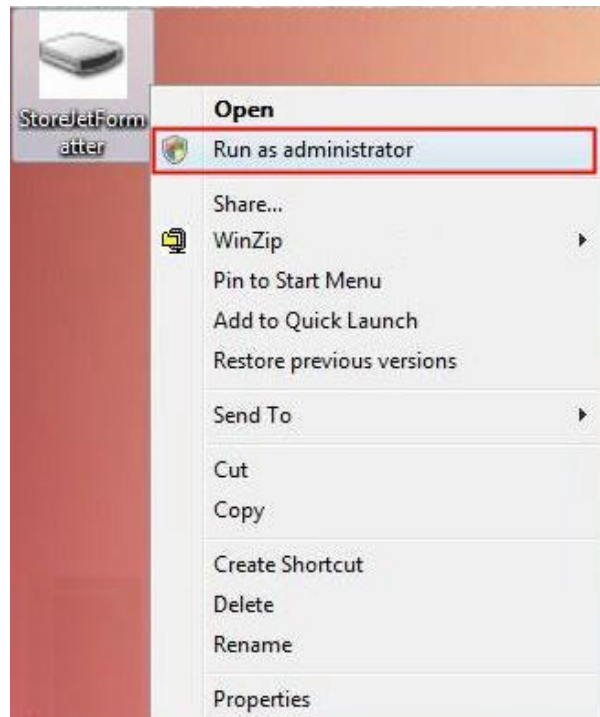 StoreJetForm
atter
Open
Run as administrator
Share...
WinZip
Pin to Start Menu
Add to Quick Launch
Restore previous versions
Send To
Cut
Copy
Create Shortcut
Delete
Rename
Properties